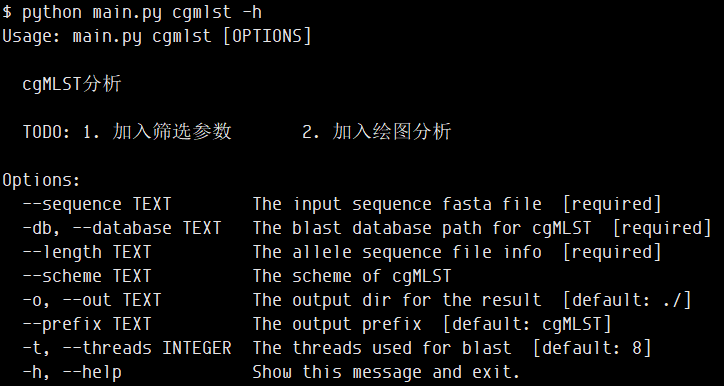 $ python main.py cgmlst -h
Usage: main.py cgmlst [OPTIONS]
cgMLST分析
TODO: 1. 加入筛选参数 2. 加入绘图分析
Options:
--sequence TEXT The input sequence fasta file [required]
-db, --database TEXT The blast database path for cgMLST [required]
--length TEXT The allele sequence file info [required]
--scheme TEXT The scheme of cgMLST
-o, --out TEXT The output dir for the result [default: ./]
--prefix TEXT The output prefix [default: cgMLST]
-t, --threads INTEGER The threads used for blast [default: 8]
-h, --help Show this message and exit.